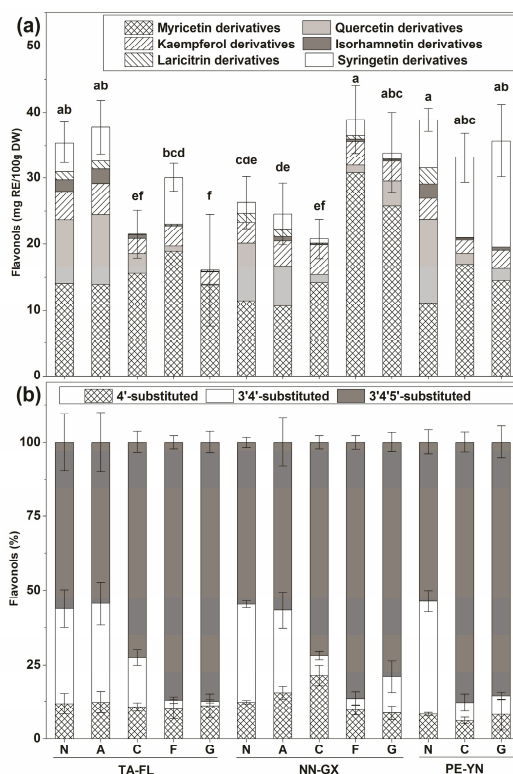 (a)
Myricetin derivatives
Quercetin derivatives
Kaempferol derivatives
Isorhamnetin derivatives
Laricitrin derivatives
Syringetin derivatives
Flavonols (mg RE/100g DW)
50
40
30
20
10
0
ab
ab
ef
bcd
f
cde
de
ef
a
abc
a
abc
ab
(b)
4'-substituted
3'4'-substituted
3'4'5'-substituted
Flavonols (%)
100
75
50
25
0
N A C F G N A C F G N C G
TA-FL NN-GX PE-YN